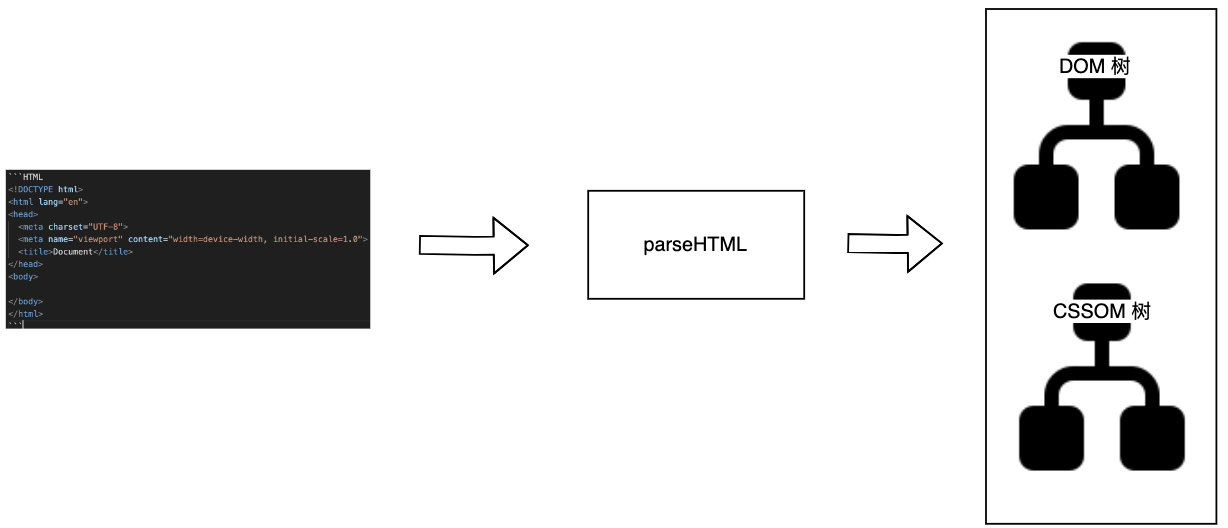 ```HTML
<!DOCTYPE html>
<html lang="en">
<head>
  <meta charset="UTF-8">
  <meta name="viewport" content="width=device-width, initial-scale=1.0">
  <title>Document</title>
</head>
<body>

</body>
</html>
```
parseHTML
DOM 树
CSSOM 树